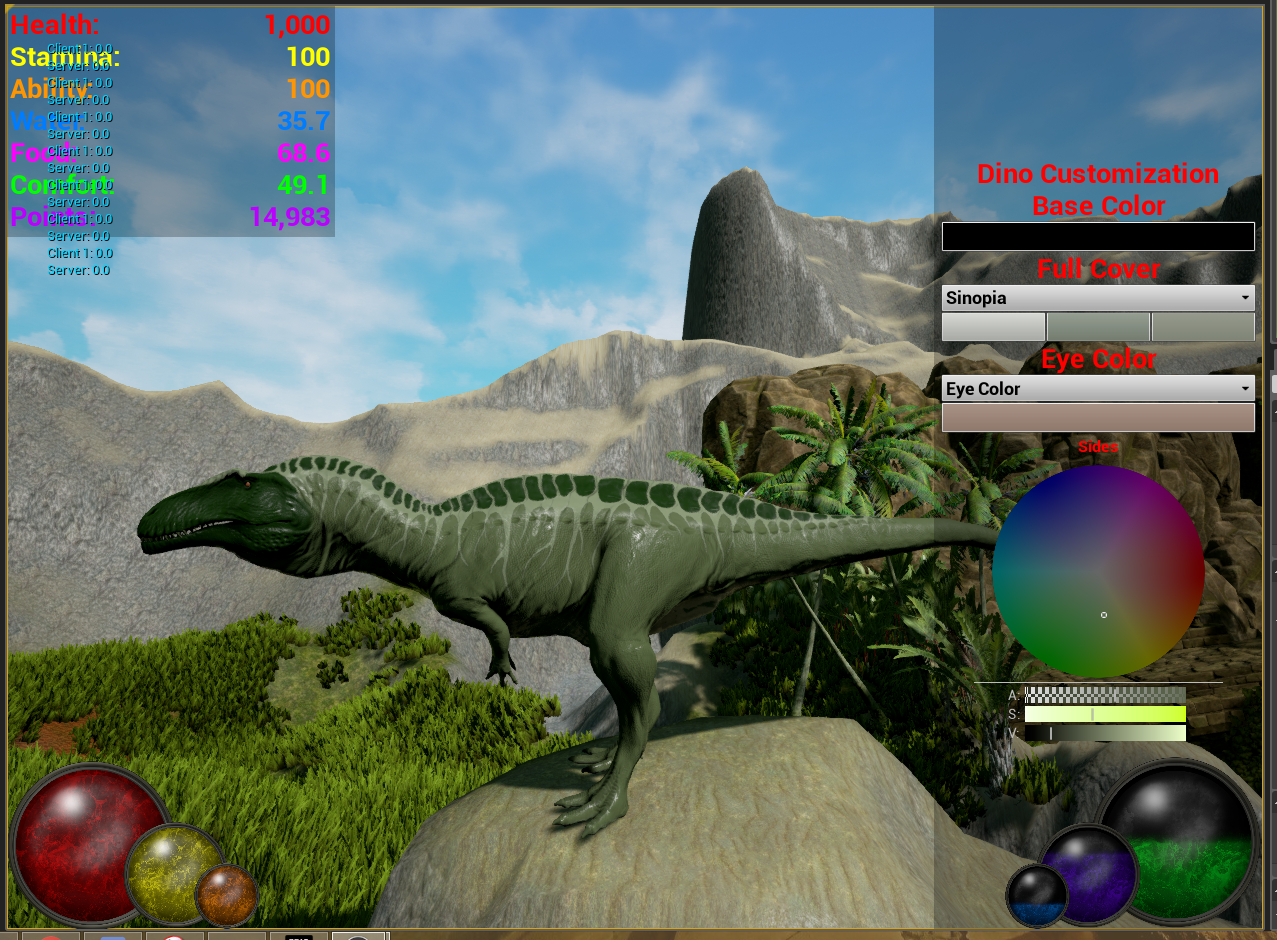 Health: 1,000
Client 1: 0.0
Stamina: 100
Server: 0.0
Client 1: 0.0
Ability: 100
Server: 0.0
Client 1: 0.0
Water: 35.7
Server: 0.0
Client 1: 0.0
Food: 68.6
Server: 0.0
Client 1: 0.0
Comfort: 49.1
Server: 0.0
Client 1: 0.0
Points: 14,983
Server: 0.0
Client 1: 0.0
Server: 0.0
Dino Customization
Base Color
Full Cover
Sinopia
Eye Color
Eye Color
Sides
A:
S:
V:
EPIC